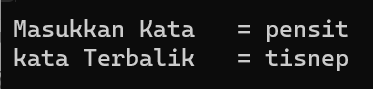 Masukkan Kata   = pensit
kata Terbalik   = tisnep